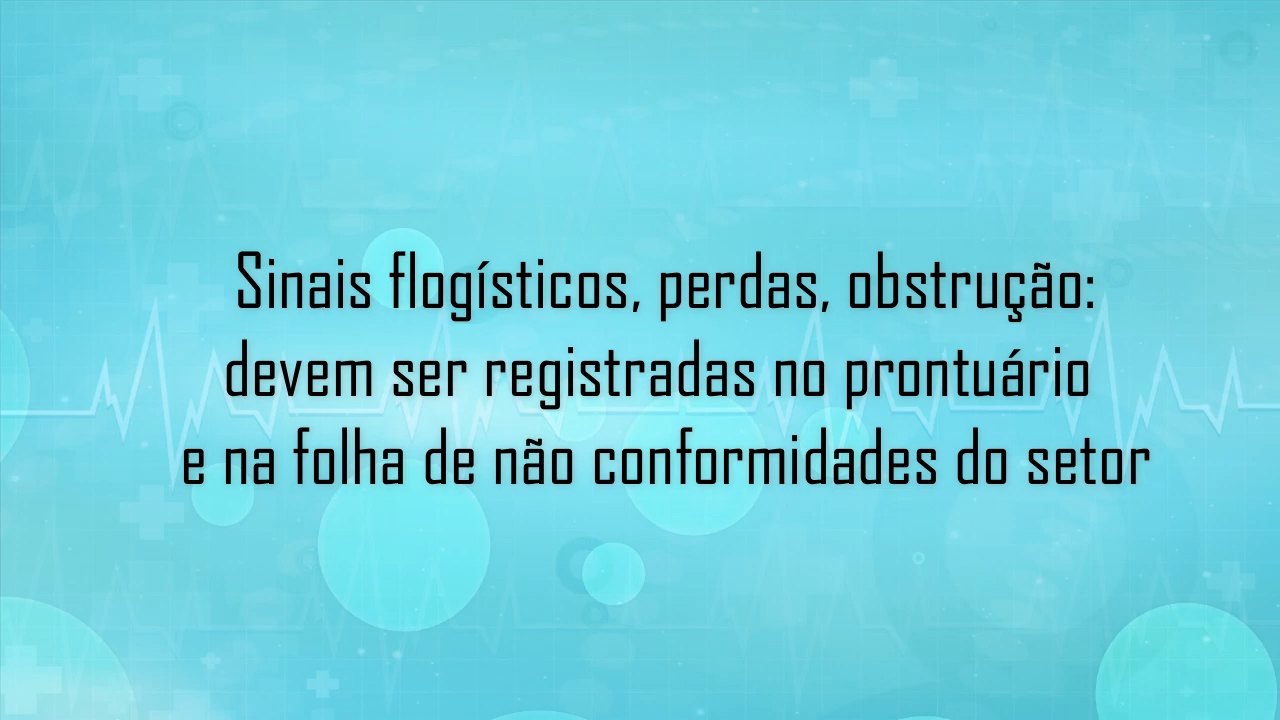 Sinais flogísticos, perdas, obstrução:
devem ser registradas no prontuário
e na folha de não conformidades do setor